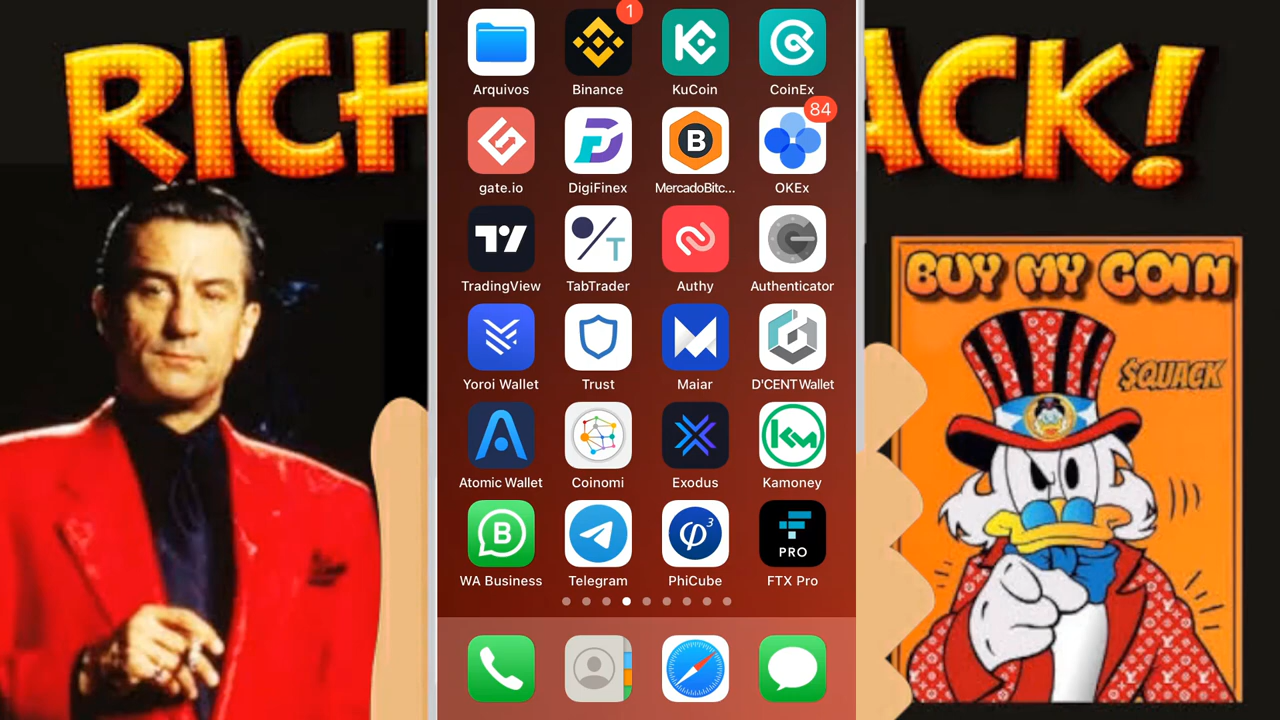 RICH
ACK!
1
Arquivos
Binance
KuCoin
CoinEx
84
gate.io
DigiFinex
MercadoBitc...
OKEx
TradingView
TabTrader
Authy
Authenticator
Yoroi Wallet
Trust
Maiar
D'CENT Wallet
Atomic Wallet
Coinomi
Exodus
Kamoney
WA Business
Telegram
PhiCube
PRO
FTX Pro
BUY MY COIN
$QUACK